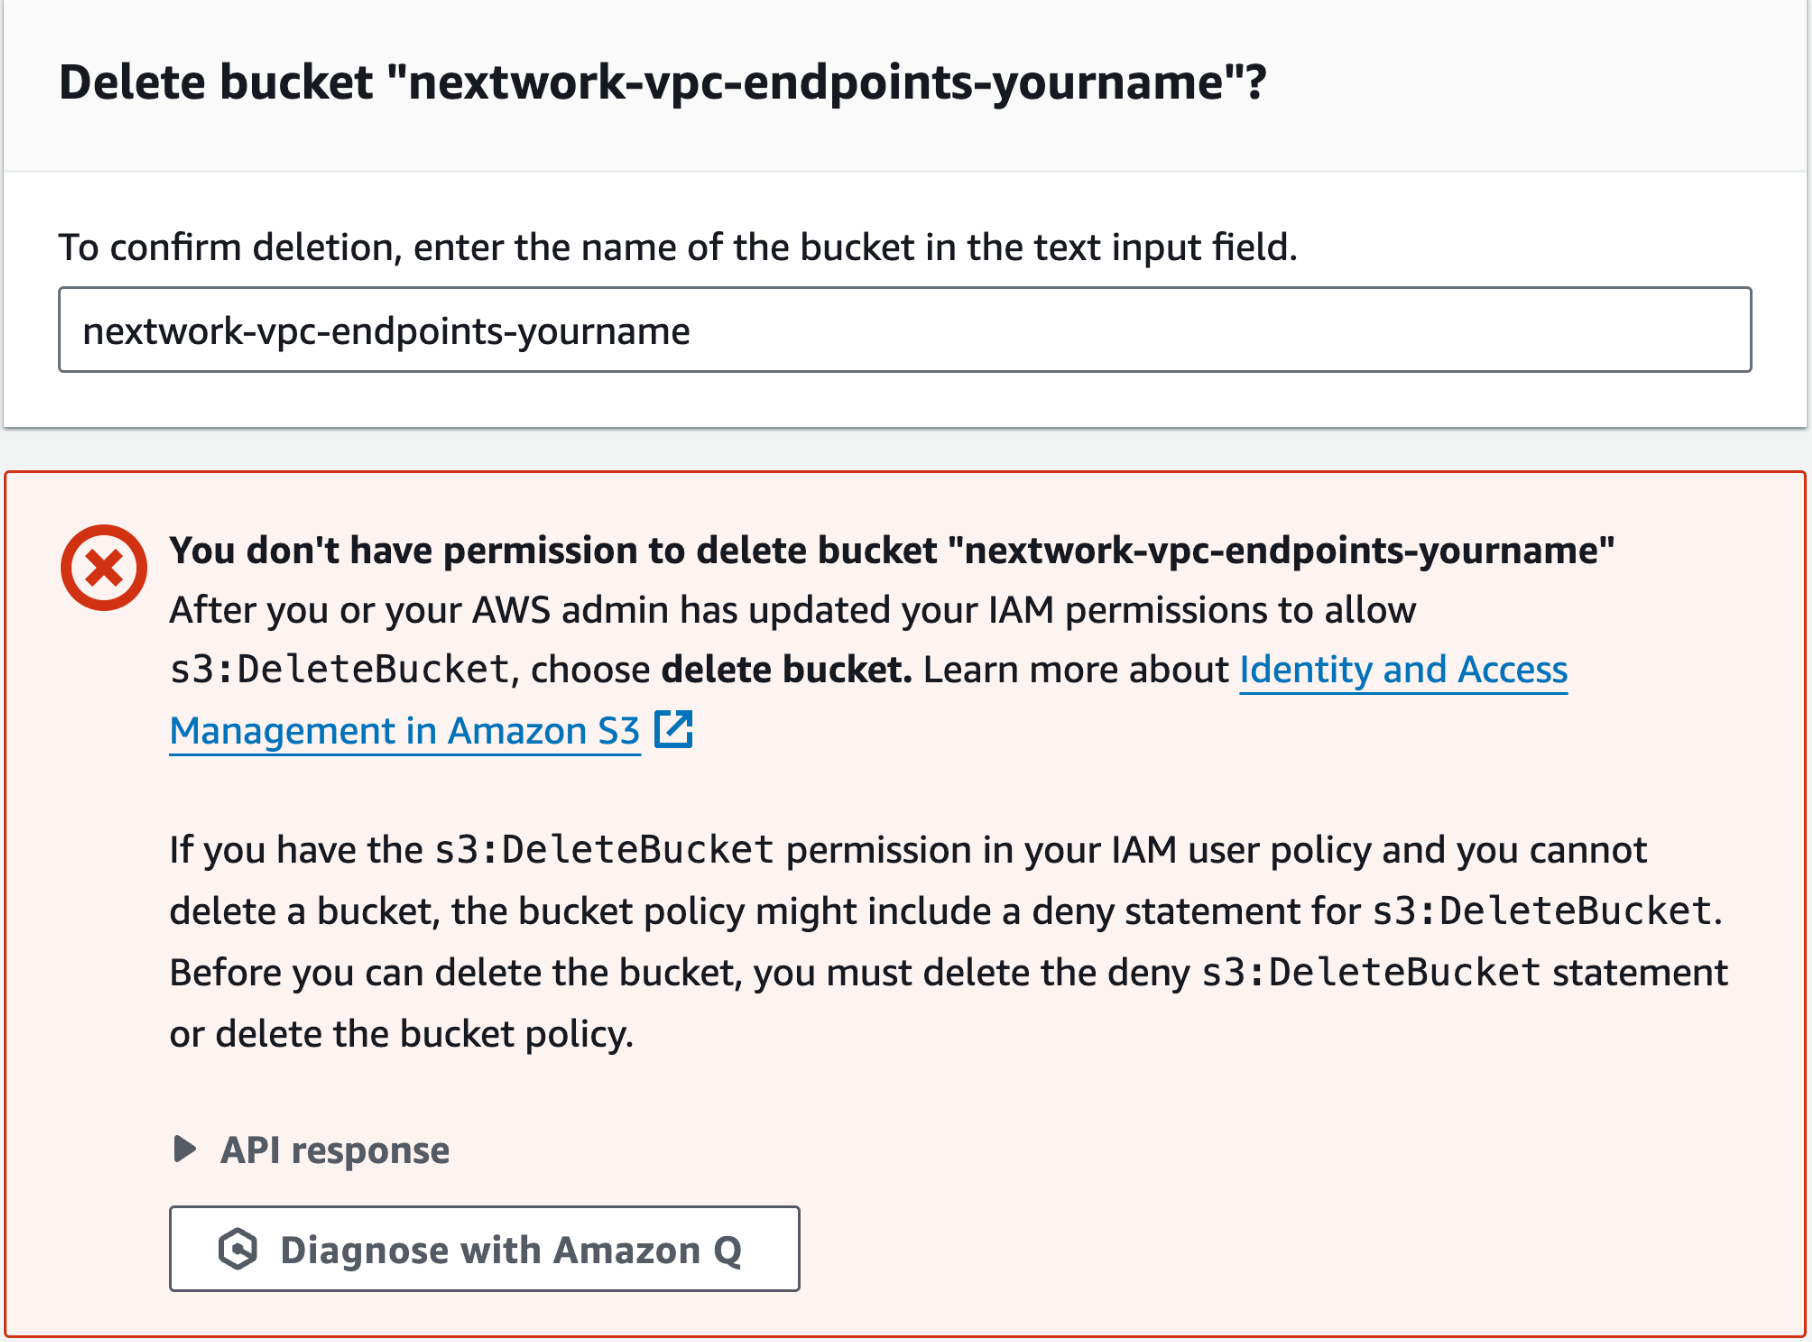 Delete bucket "nextwork-vpc-endpoints-yourname"?
To confirm deletion, enter the name of the bucket in the text input field.
nextwork-vpc-endpoints-yourname
You don't have permission to delete bucket "nextwork-vpc-endpoints-yourname"
After you or your AWS admin has updated your IAM permissions to allow
s3:DeleteBucket, choose delete bucket. Learn more about Identity and Access
Management in Amazon S3
If you have the s3:DeleteBucket permission in your IAM user policy and you cannot
delete a bucket, the bucket policy might include a deny statement for s3:DeleteBucket.
Before you can delete the bucket, you must delete the deny s3:DeleteBucket statement
or delete the bucket policy.
API response
Diagnose with Amazon Q